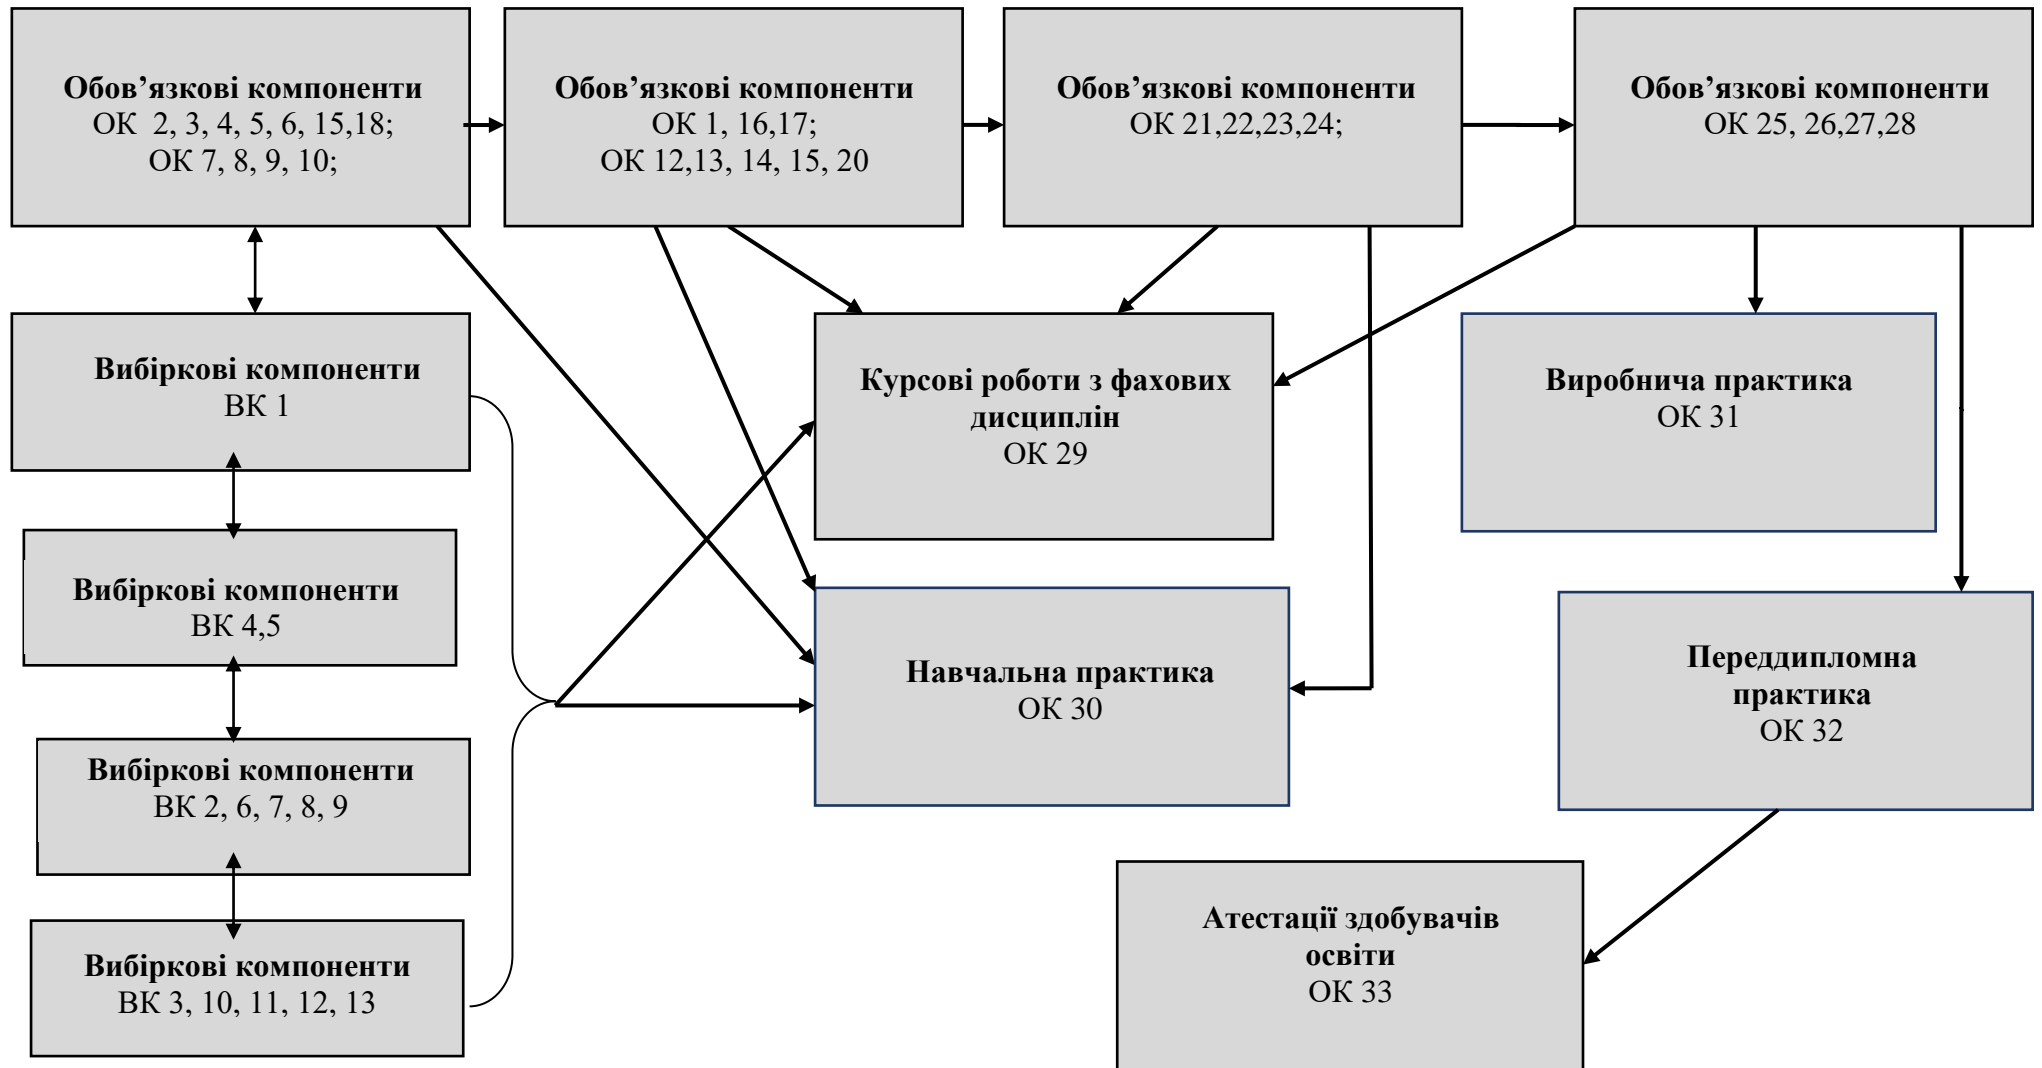 Обов’язкові компоненти
ОК  2, 3, 4, 5, 6, 15,18;
ОК 7, 8, 9, 10;
Обов’язкові компоненти
ОК 1, 16,17;
ОК 12,13, 14, 15, 20
Обов’язкові компоненти
ОК 21,22,23,24;
Обов’язкові компоненти
ОК 25, 26,27,28
Вибіркові компоненти
ВК 1
Курсові роботи з фахових
дисциплін
ОК 29
Виробнича практика
ОК 31
Вибіркові компоненти
ВК 4,5
Навчальна практика
ОК 30
Переддипломна
практика
ОК 32
Вибіркові компоненти
ВК 2, 6, 7, 8, 9
Атестації здобувачів
освіти
ОК 33
Вибіркові компоненти
ВК 3, 10, 11, 12, 13